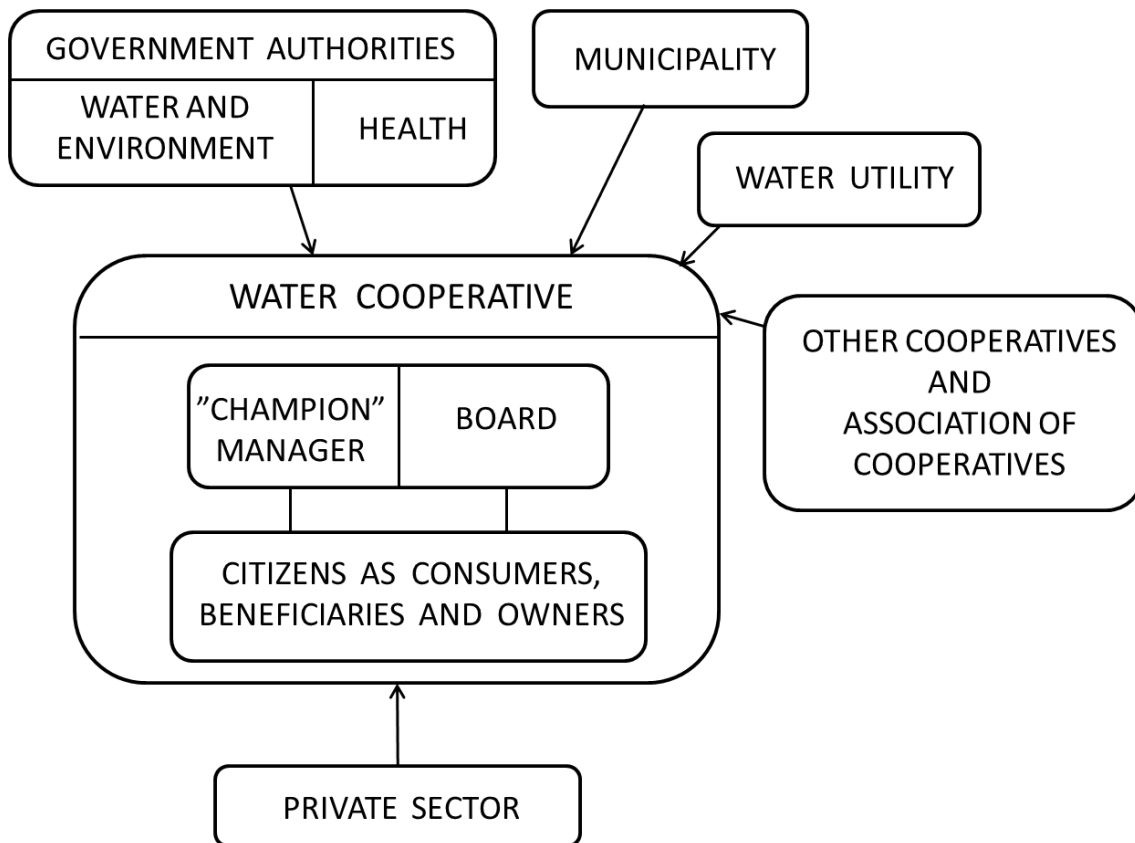 GOVERNMENT AUTHORITIES
WATER AND
ENVIRONMENT
HEALTH
MUNICIPALITY
WATER UTILITY
WATER COOPERATIVE
”CHAMPION”
MANAGER
BOARD
CITIZENS AS CONSUMERS,
BENEFICIARIES AND OWNERS
OTHER COOPERATIVES
AND
ASSOCIATION OF
COOPERATIVES
PRIVATE SECTOR